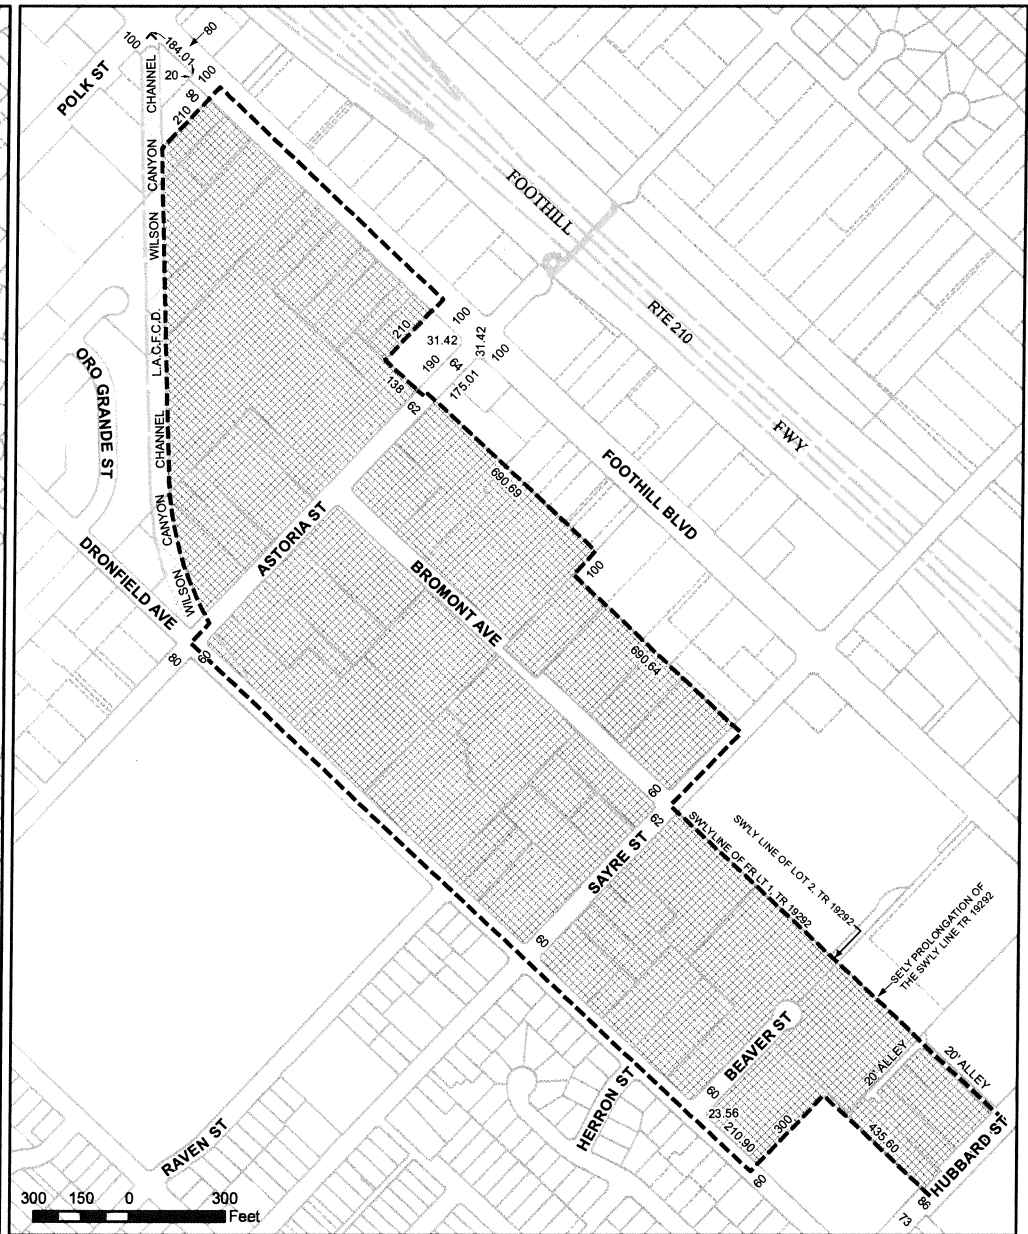 80
100
184.01
20
100
POLK ST
90
210
CHANNEL
CANYON
WILSON
L.A.C.F.C.D.
CHANNEL
CANYON
WILSON
FOOTHILL
RTE 210
FWY
210
100
31.42
31.42
190
64
100
175.01
138
62
ORO GRANDE ST
690.69
FOOTHILL BLVD
ASTORIA ST
DRONFIELD AVE
BROMONT AVE
100
80
60
690.64
60
62
SW'LY LINE OF LOT 2, TR 19292
SW'LY LINE OF FR LT 1, TR 19292
SAYRE ST
SE'LY PROLONGATION OF
THE SW'LY LINE TR 19292
60
BEAVER ST
20' ALLEY
20' ALLEY
60
23.56
210.90
300
435.60
HERRON ST
RAVEN ST
60
HUBBARD ST
86
73
300 150 0 300
Feet